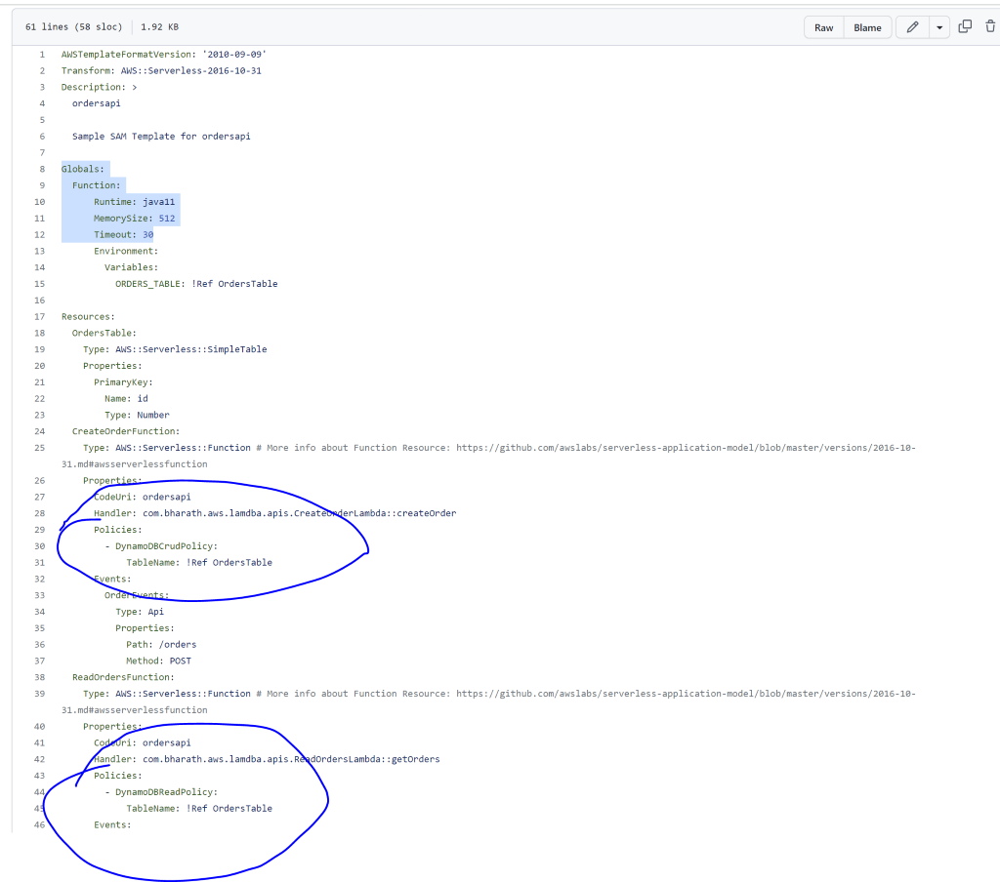 61 lines (58 sloc) 1.92 KB Raw Blame
1 AWSTemplateFormatVersion: '2010-09-09'
2 Transform: AWS::Serverless-2016-10-31
3 Description: >
4 ordersapi
5
6 Sample SAM Template for ordersapi
7
8 Globals:
9 Function:
10 Runtime: java11
11 MemorySize: 512
12 Timeout: 30
13 Environment:
14 Variables:
15 ORDERS_TABLE: !Ref OrdersTable
16
17 Resources:
18 OrdersTable:
19 Type: AWS::Serverless::SimpleTable
20 Properties:
21 PrimaryKey:
22 Name: id
23 Type: Number
24 CreateOrderFunction:
25 Type: AWS::Serverless::Function # More info about Function Resource: https://github.com/awslabs/serverless-application-model/blob/master/versions/2016-10-
31.md#awsserverlessfunction
26 Properties:
27 CodeUri: ordersapi
28 Handler: com.bharath.aws.lamdba.apis.CreateOrderLambda::createOrder
29 Policies:
30 - DynamoDBCrudPolicy:
31 TableName: !Ref OrdersTable
32 Events:
33 OrderEvents:
34 Type: Api
35 Properties:
36 Path: /orders
37 Method: POST
38 ReadOrdersFunction:
39 Type: AWS::Serverless::Function # More info about Function Resource: https://github.com/awslabs/serverless-application-model/blob/master/versions/2016-10-
31.md#awsserverlessfunction
40 Properties:
41 CodeUri: ordersapi
42 Handler: com.bharath.aws.lamdba.apis.ReadOrdersLambda::getOrders
43 Policies:
44 - DynamoDBReadPolicy:
45 TableName: !Ref OrdersTable
46 Events: